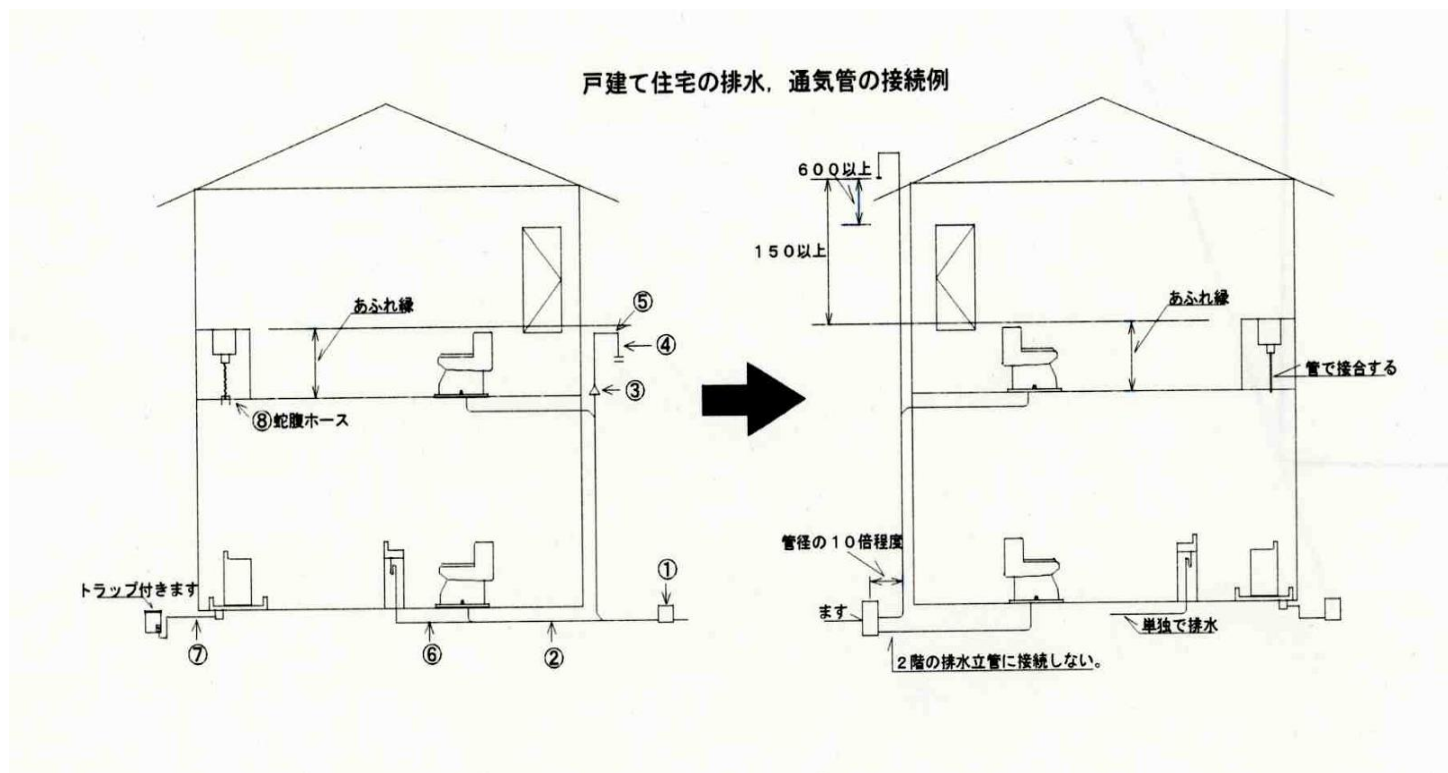 戸建て住宅の排水，通気管の接続例
６００以上
１５０以上
あふれ縁
⑤
④
③
⑧蛇腹ホース
あふれ縁
管で接合する
管径の１０倍程度
①
トラップ付きます
ます
単独で排水
⑦
⑥
②
２階の排水立管に接続しない。